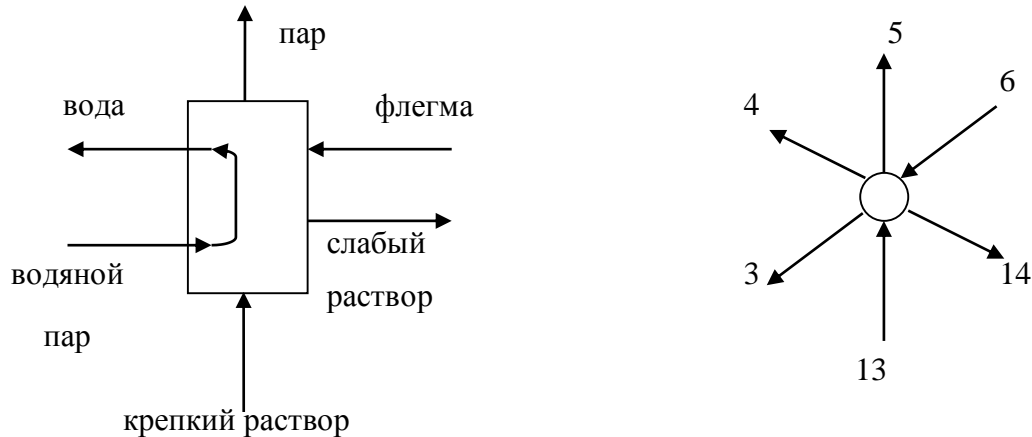 пар
вода
флегма
водяной
пар
слабый
раствор
крепкий раствор
5
4
6
3
14
13